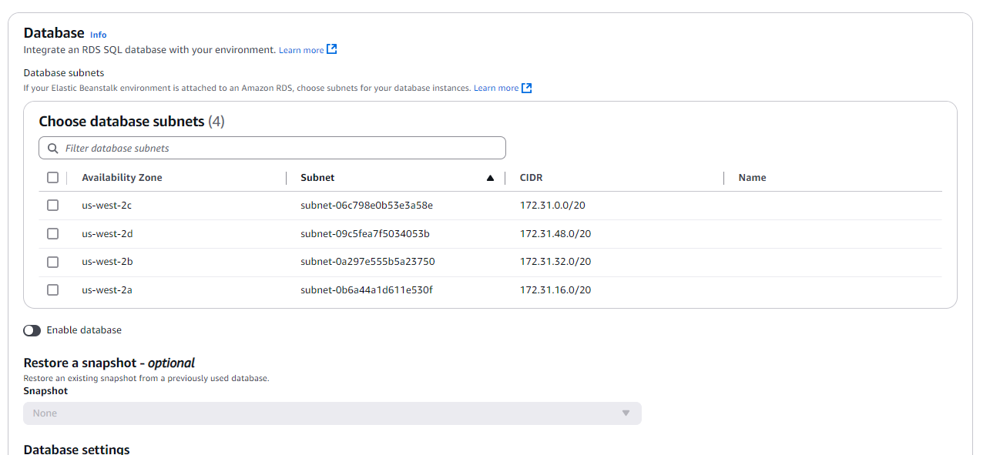 Database Info
Integrate an RDS SQL database with your environment. Learn more
Database subnets
If your Elastic Beanstalk environment is attached to an Amazon RDS, choose subnets for your database instances. Learn more
Choose database subnets (4)
Filter database subnets
Availability Zone Subnet CIDR Name
us-west-2c subnet-06c798e0b53e3a58e 172.31.0.0/20
us-west-2d subnet-09c5fea7f5034053b 172.31.48.0/20
us-west-2b subnet-0a297e555b5a23750 172.31.32.0/20
us-west-2a subnet-0b6a44a1d611e530f 172.31.16.0/20
Enable database
Restore a snapshot - optional
Restore an existing snapshot from a previously used database.
Snapshot
None
Database settings